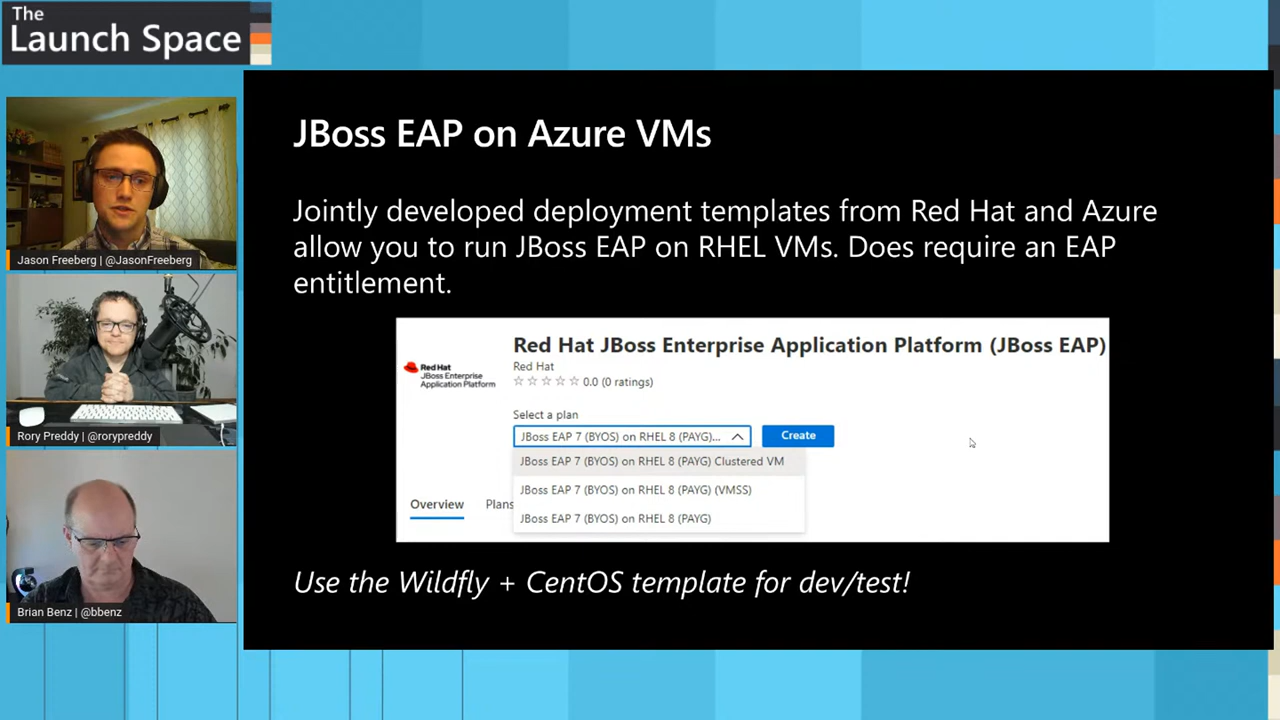 The
Launch Space
Jason Freeberg | @JasonFreeberg
Rory Preddy | @rorypreddy
Brian Benz | @bbenz
JBoss EAP on Azure VMs
Jointly developed deployment templates from Red Hat and Azure
allow you to run JBoss EAP on RHEL VMs. Does require an EAP
entitlement.
Red Hat
JBoss Enterprise
Application Platform
Red Hat JBoss Enterprise Application Platform (JBoss EAP)
Red Hat
0.0 (0 ratings)
Select a plan
JBoss EAP 7 (BYOS) on RHEL 8 (PAYG)...
Create
JBoss EAP 7 (BYOS) on RHEL 8 (PAYG) Clustered VM
JBoss EAP 7 (BYOS) on RHEL 8 (PAYG) (VMSS)
JBoss EAP 7 (BYOS) on RHEL 8 (PAYG)
Overview Plans
Use the Wildfly + CentOS template for dev/test!